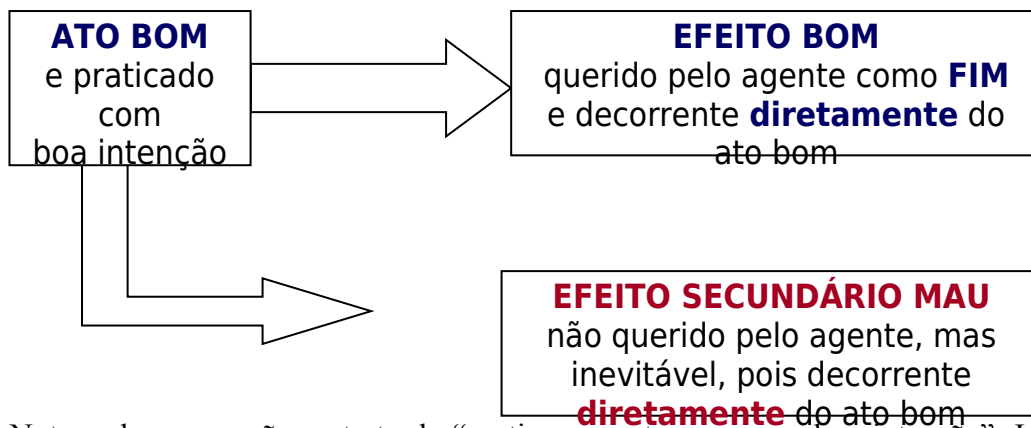 ATO BOM
e praticado
com
boa intenção
EFEITO BOM
querido pelo agente como FIM
e decorrente diretamente do
ato bom
EFEITO SECUNDÁRIO MAU
não querido pelo agente, mas
inevitável, pois decorrente
diretamente do ato bom